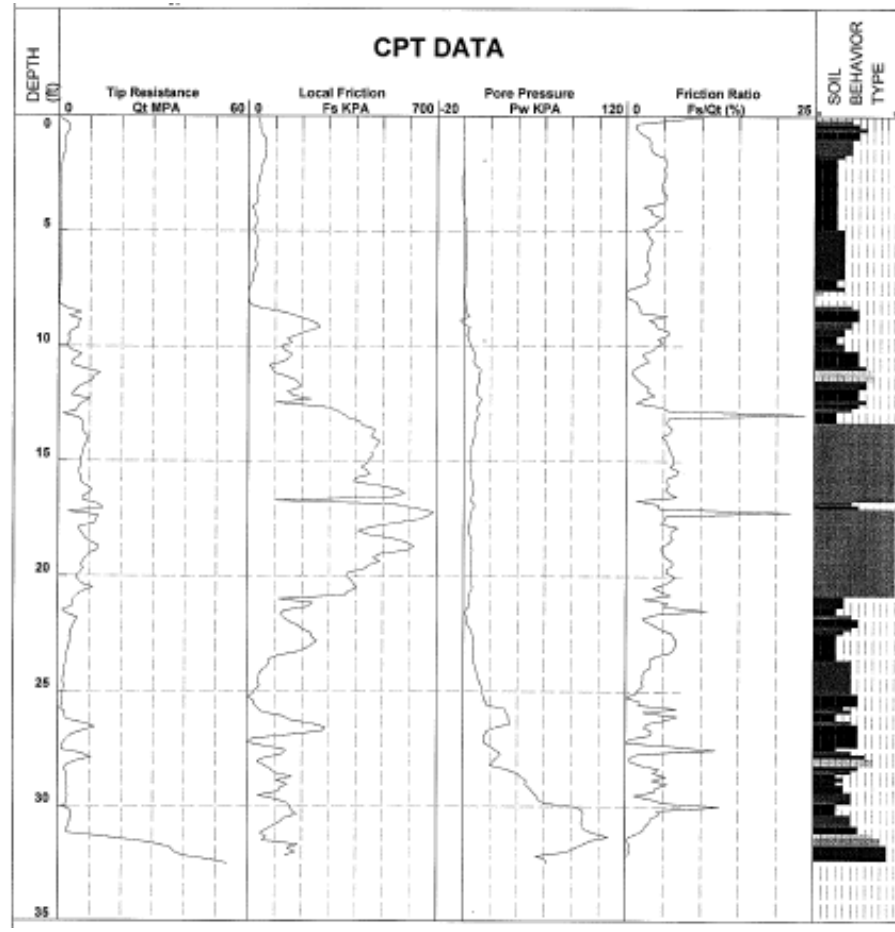 CPT DATA
DEPTH
(ft)
Tip Resistance
0 Qt MPA 60
Local Friction
0 Fs KPA 700
Pore Pressure
-20 Pw KPA 120
Friction Ratio
0 Fs/Qt (%) 25
SOIL
BEHAVIOR
TYPE
0
5
10
15
20
25
30
35